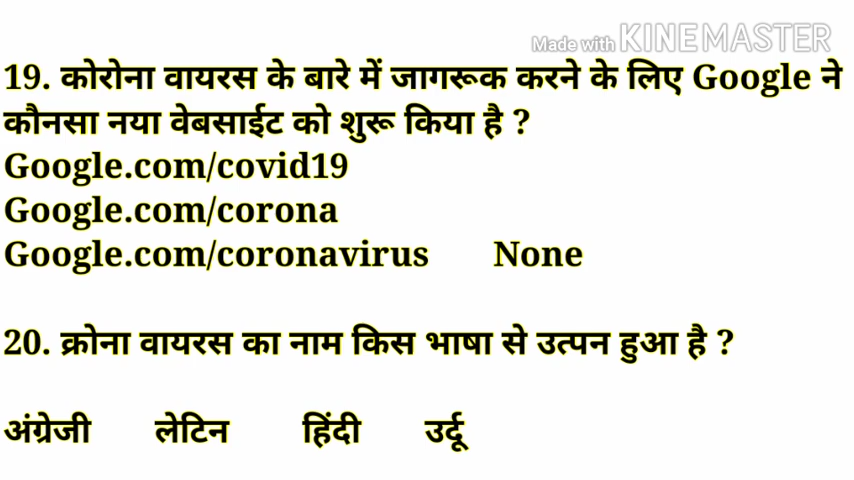 Made with KINEMASTER
19. कोरोना वायरस के बारे में जागरूक करने के लिए Google ने
कौनसा नया वेबसाईट को शुरू किया है ?
Google.com/covid19
Google.com/corona
Google.com/coronavirus None
20. क्रोना वायरस का नाम किस भाषा से उत्पन हुआ है ?
अंग्रेजी लेटिन हिंदी उर्दू